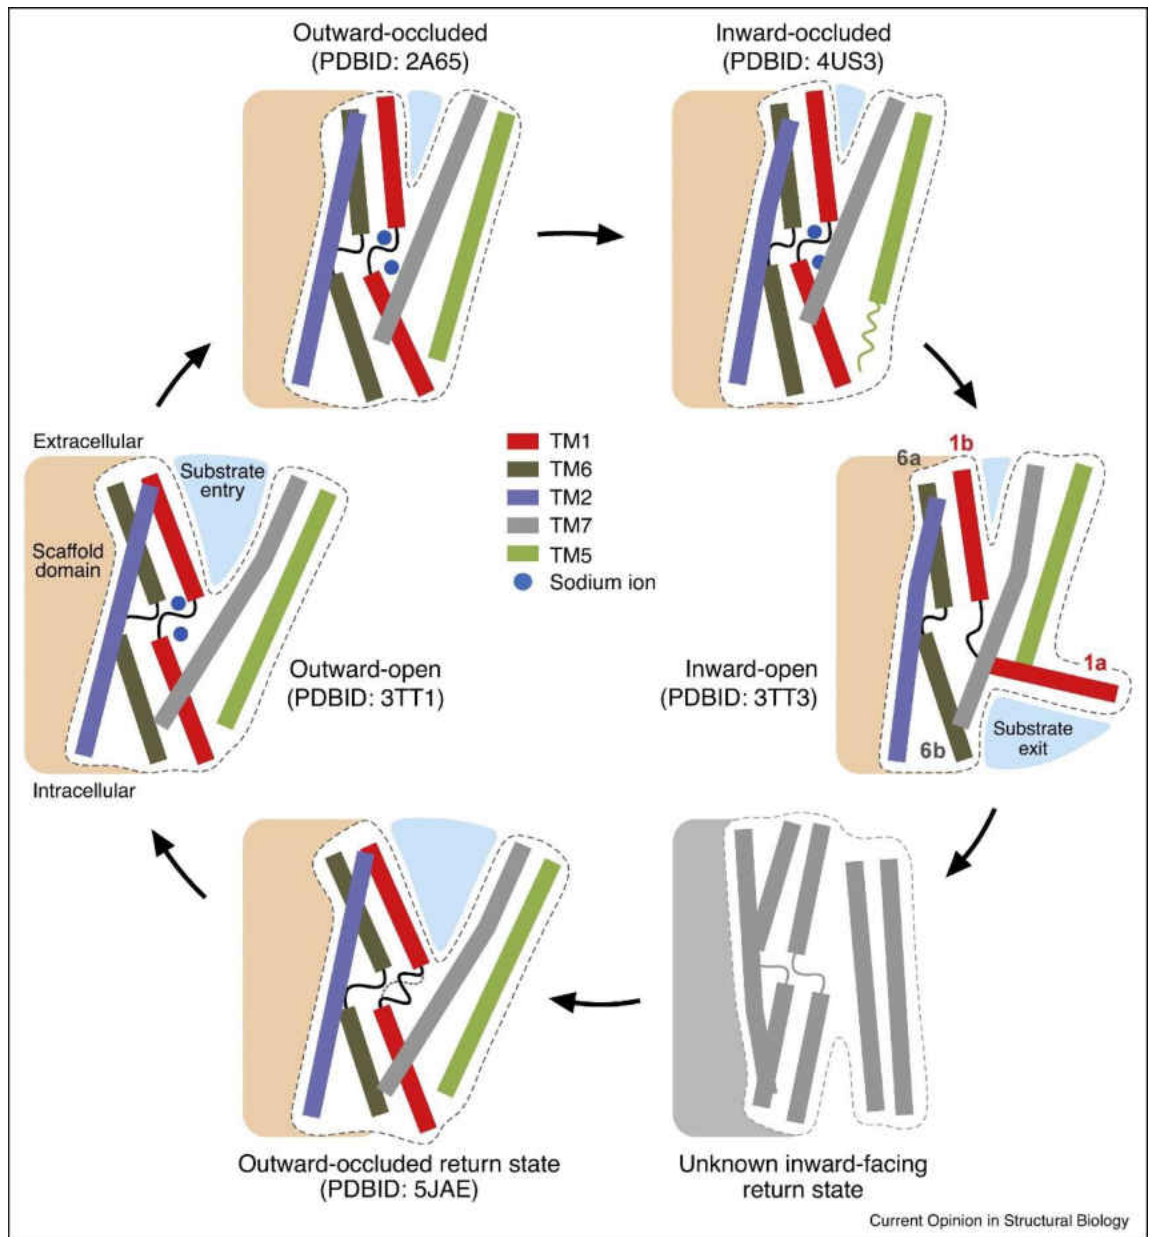 Outward-occluded
(PDBID: 2A65)
Inward-occluded
(PDBID: 4US3)
Extracellular
Substrate
entry
Scaffold
domain
Outward-open
(PDBID: 3TT1)
Intracellular
TM1
TM6
TM2
TM7
TM5
Sodium ion
6a
1b
1a
Inward-open
(PDBID: 3TT3)
Substrate
exit
6b
Outward-occluded return state
(PDBID: 5JAE)
Unknown inward-facing
return state
Current Opinion in Structural Biology